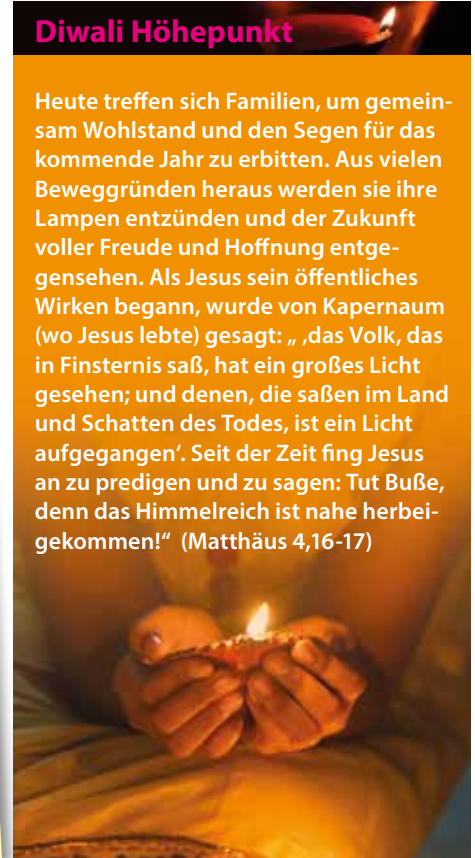 Diwali Höhepunkt
Heute treffen sich Familien, um gemein-
sam Wohlstand und den Segen für das
kommende Jahr zu erbitten. Aus vielen
Beweggründen heraus werden sie ihre
Lampen entzünden und der Zukunft
voller Freude und Hoffnung entge-
gensehen. Als Jesus sein öffentliches
Wirken begann, wurde von Kapernaum
(wo Jesus lebte) gesagt: „ ‚das Volk, das
in Finsternis saß, hat ein großes Licht
gesehen; und denen, die saßen im Land
und Schatten des Todes, ist ein Licht
aufgegangen‘. Seit der Zeit fing Jesus
an zu predigen und zu sagen: Tut Buße,
denn das Himmelreich ist nahe herbei-
gekommen!“ (Matthäus 4,16-17)